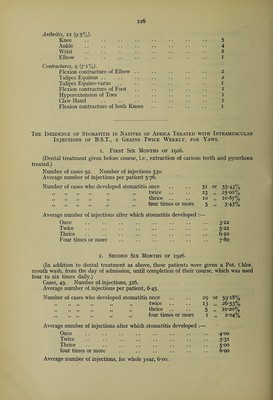 128
Arthritis, 12 (9·3%).
Knee .. .. .. .. .. .. .. .. .. 5
Ankle .. .. .. .. .. .. .. .. .. 4
Wrist .. .. .. .. .. .. .. .. .. 2
Elbow .. .. .. .. .. .. .. .. .. 1
Contractures, 9 (7·1%).
Flexion contracture of Elbow .. .. .. .. .. .. 2
Talipes Equinus .. .. .. .. .. .. .. 2
Talipes Equino-varus .. .. .. .. .. .. 1
Flexion contracture of Foot .. .. .. .. .. .. 1
Hyperextension of Toes .. .. .. .. .. .. 1
Claw Hand .. .. .. .. .. .. .. 1
Flexion contracture of both Knees .. .. .. .. .. 1
The Incidence of Stomatitis in Natives of Africa Treated with Intramuscular
Injections of B.S.T., 2 Grains Twice Weekly, for Yaws.
1. First Six Months of 1926.
(Dental treatment given before course, i.e., extraction of carious teeth and pyorrhoea
treated.)
Number of cases 92. Number of injections 530.
Average number of injections per patient 5·76.
Number of cases who developed stomatitis once .. .. .. 51 or 55·43%
,, ,, ,, ,, ,, twice .. .. .. 23 ,, 25·00%
,, ,, ,, ,, ,, thrice .. .. .. 10 ,, 10·87%
,, ,, ,, ,, ,, four times or more 5 ,, 5·43%
Average number of injections after which stomatitis developed :—
Once .. .. .. .. .. .. .. .. 3·22
Twice .. .. .. .. .. .. .. .. 5·22
Thrice .. .. .. .. .. .. .. .. 6·90
Four times or more .. .. .. .. .. .. 7·80
2. Second Six Months of 1926.
(In addition to dental treatment as above, these patients were given a Pot. Chlor.
mouth wash, from the day of admission, until completion of their course, which was used
four to six times daily.)
Cases, 49. Number of injections, 316.
Average number of injections per patient, 6·45.
Number of cases who developed stomatitis once .. .. .. 29 or 59·18%
,, ,, ,, ,, ,, twice .. .. .. 13 ,, 26·53%
,, ,, ,, ,, ,, thrice .. .. .. 5 ,, 10·20%
,, ,, ,, ,, ,, four times or more 1 ,, 2·04%
Average number of injections after which stomatitis developed :—
Once .. .. .. .. .. .. .. .. 4·00
Twice .. .. .. .. .. .. .. .. 5·31
Thrice .. .. .. .. .. .. .. .. 5·00
four times or more .. .. .. .. .. .. 6·00
Average number of injections, for whole year, 6·00.